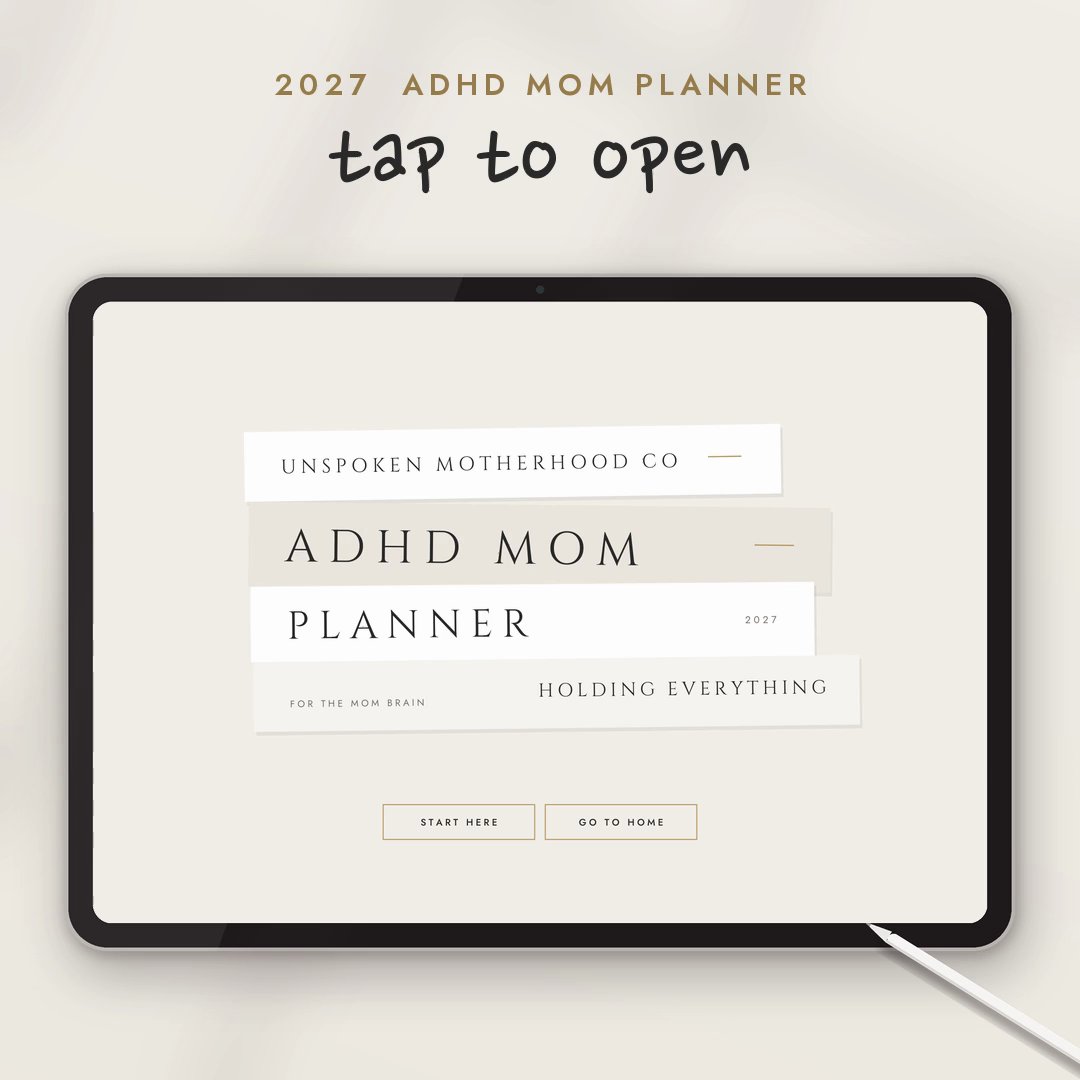 2027 ADHD MOM PLANNER
tap to open
UNSPOKEN MOTHERHOOD CO
ADHD MOM
PLANNER
2027
FOR THE MOM BRAIN
HOLDING EVERYTHING
START HERE
GO TO HOME